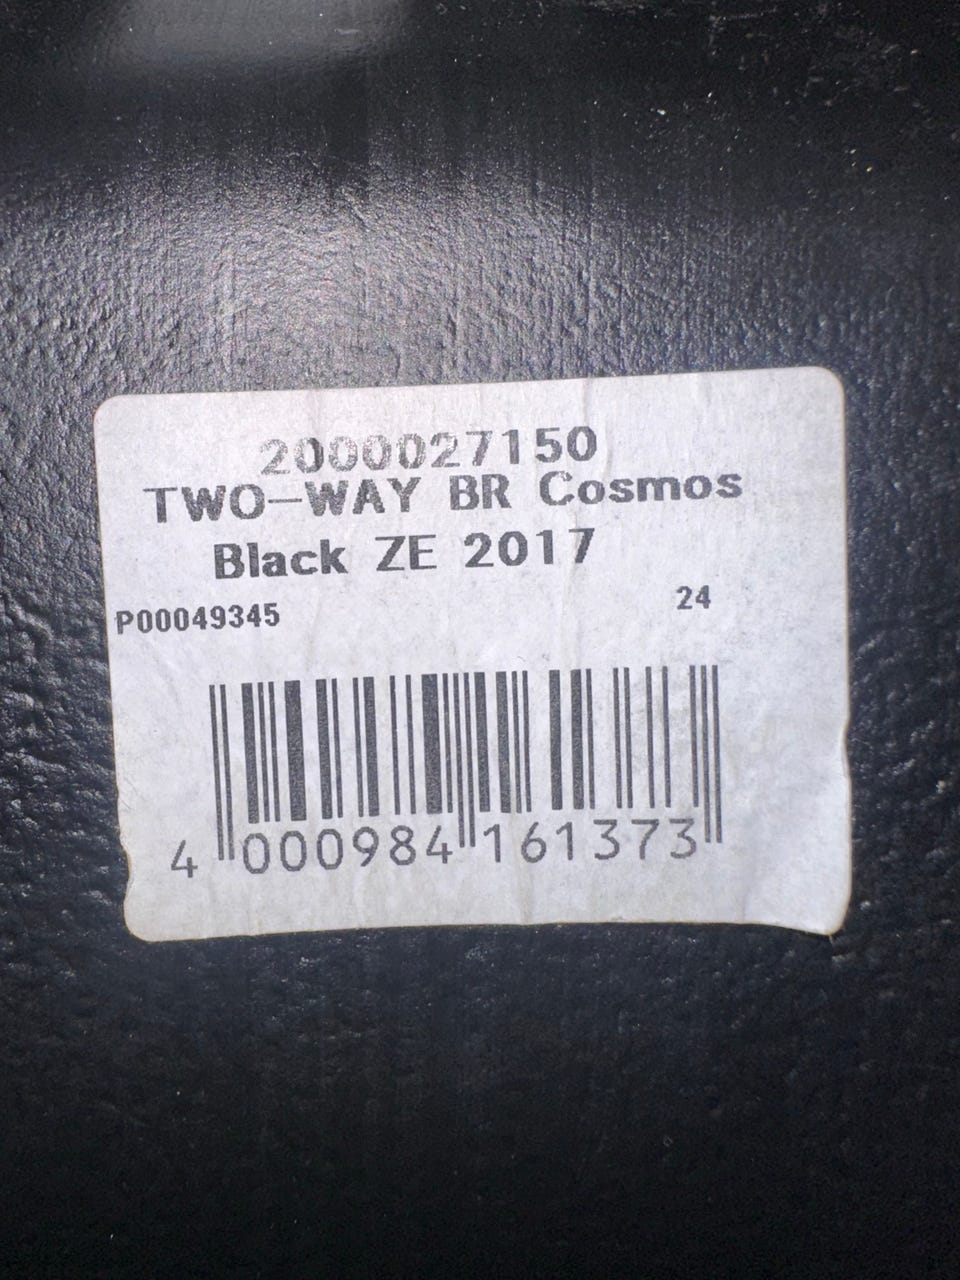 2000027150
TWO-WAY BR Cosmos
Black ZE 2017
P00049345 24
4 000984 161373